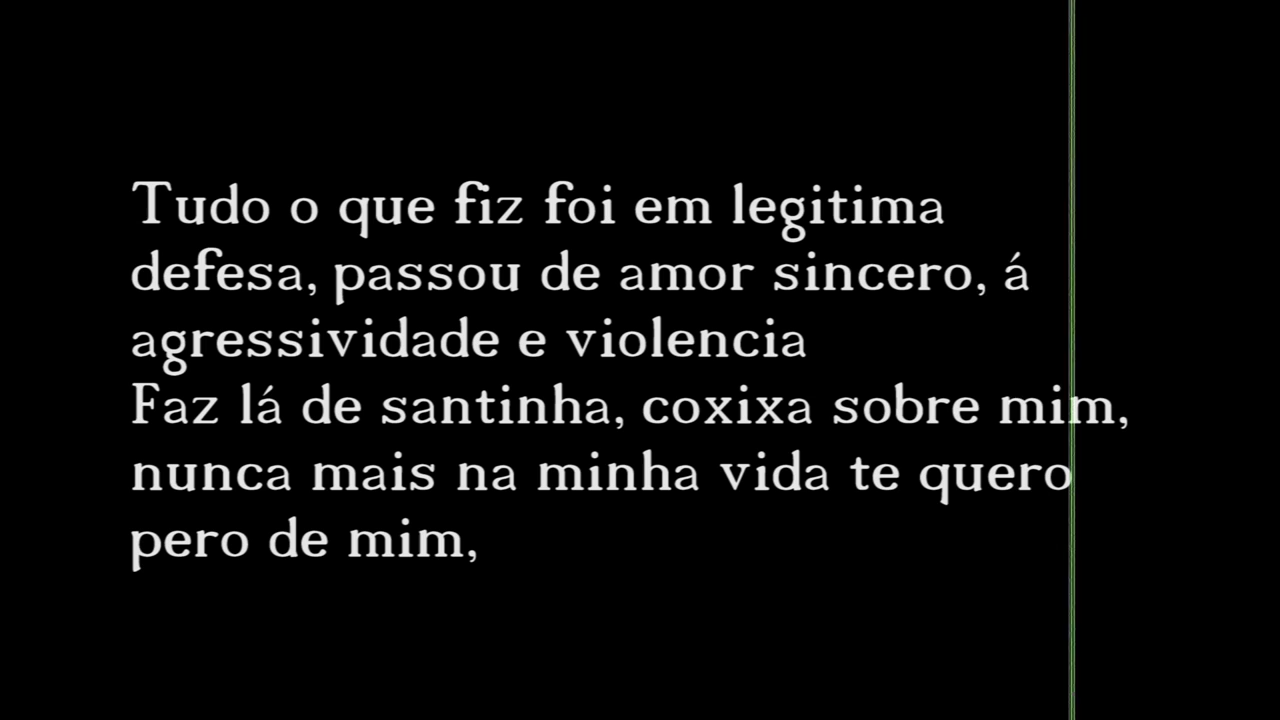 Tudo o que fiz foi em legitima
defesa, passou de amor sincero, á
agressividade e violencia
Faz lá de santinha, coxixa sobre mim,
nunca mais na minha vida te quero
pero de mim,